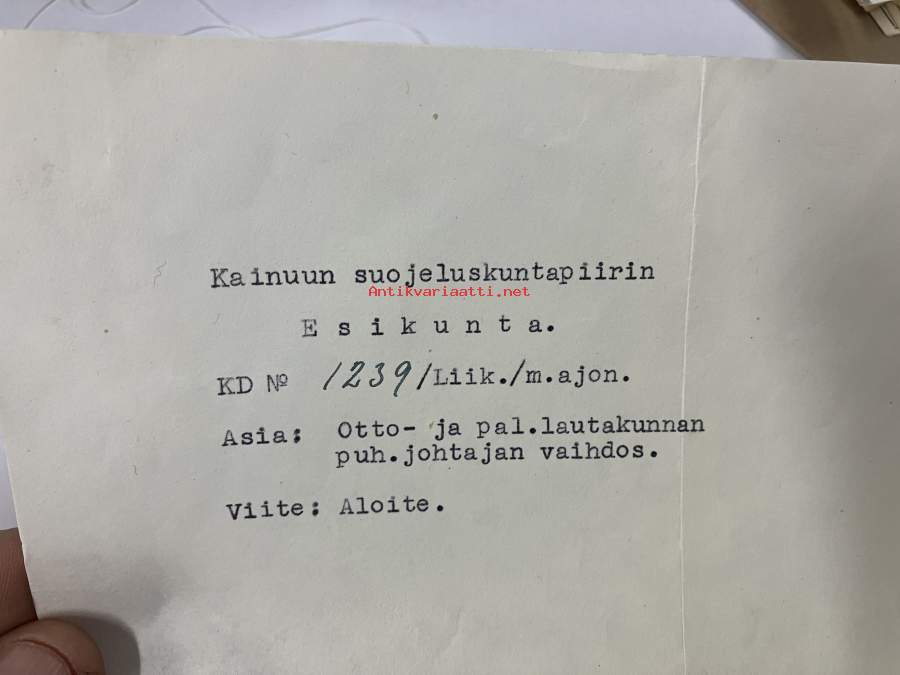 Kainuun suojeluskuntapiirin
Antikvariaatti.net
E s i k u n t a.
KD № 1239/Liik./m.ajon.
Asia: Otto- ja pal.lautakunnan
puh.johtajan vaihdos.
Viite: Aloite.